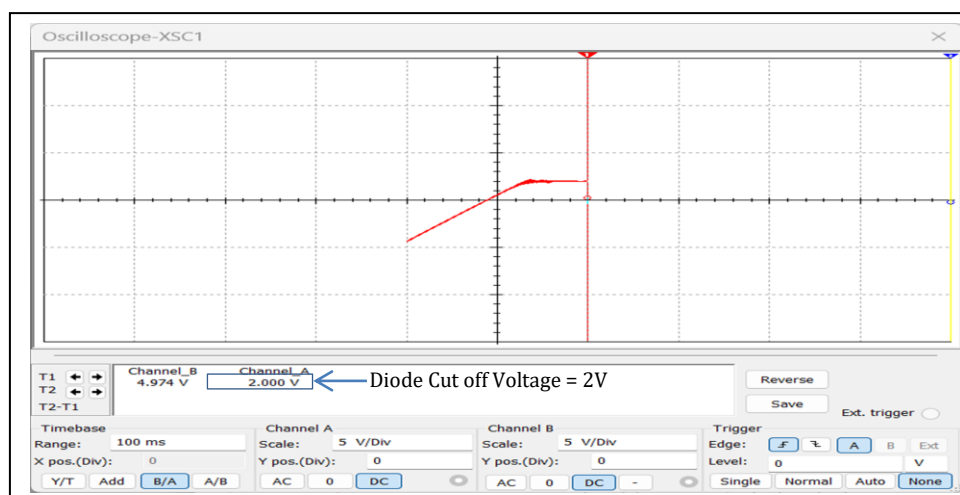 Oscilloscope-XSC1
T1
T2
T2-T1
Channel_B Channel_A
4.974 V 2.000 V
Diode Cut off Voltage = 2V
Reverse
Save
Ext. trigger
Timebase
Range: 100 ms
X pos.(Div): 0
Y/T Add B/A A/B
Channel A
Scale: 5 V/Div
Y pos.(Div): 0
AC 0 DC
Channel B
Scale: 5 V/Div
Y pos.(Div): 0
AC 0 DC -
Trigger
Edge: A B Ext
Level: 0 V
Single Normal Auto None